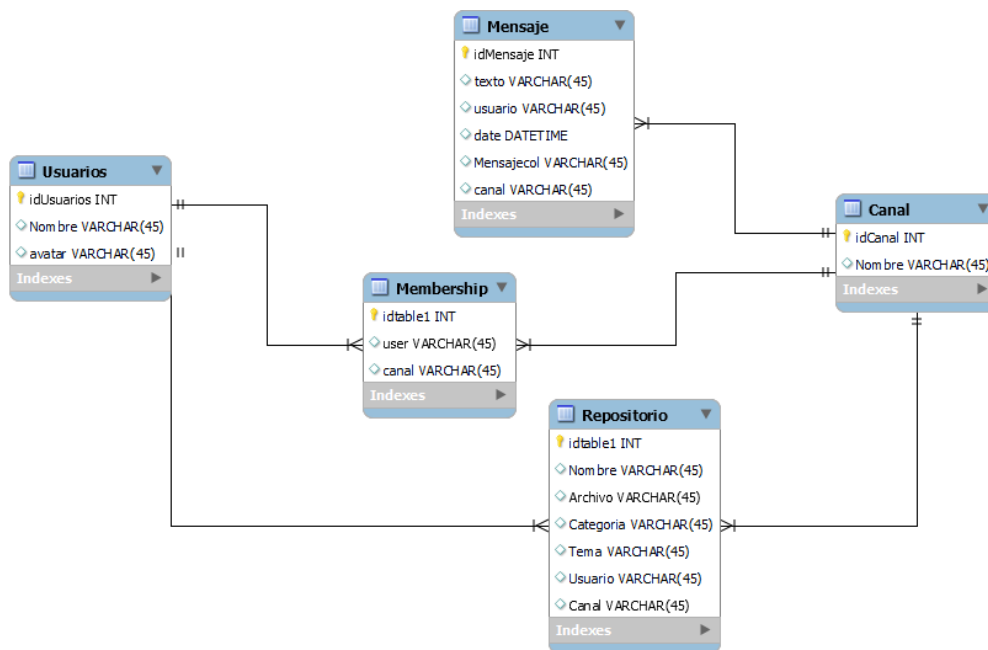 Mensaje
idMensaje INT
texto VARCHAR(45)
usuario VARCHAR(45)
date DATETIME
Mensajecol VARCHAR(45)
canal VARCHAR(45)
Indexes
Usuarios
idUsuarios INT
Nombre VARCHAR(45)
avatar VARCHAR(45)
Indexes
Canal
idCanal INT
Nombre VARCHAR(45)
Indexes
Membership
idtable1 INT
user VARCHAR(45)
canal VARCHAR(45)
Indexes
Repositorio
idtable1 INT
Nombre VARCHAR(45)
Archivo VARCHAR(45)
Categoria VARCHAR(45)
Tema VARCHAR(45)
Usuario VARCHAR(45)
Canal VARCHAR(45)
Indexes